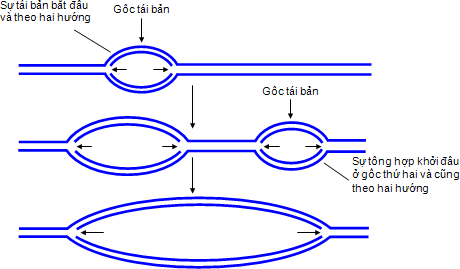 Sự tái bản bắt đầu
và theo hai hướng
Gốc tái bản
Gốc tái bản
Sự tông hợp khởi đầu
ở gốc thứ hai và cũng
theo hai hướng